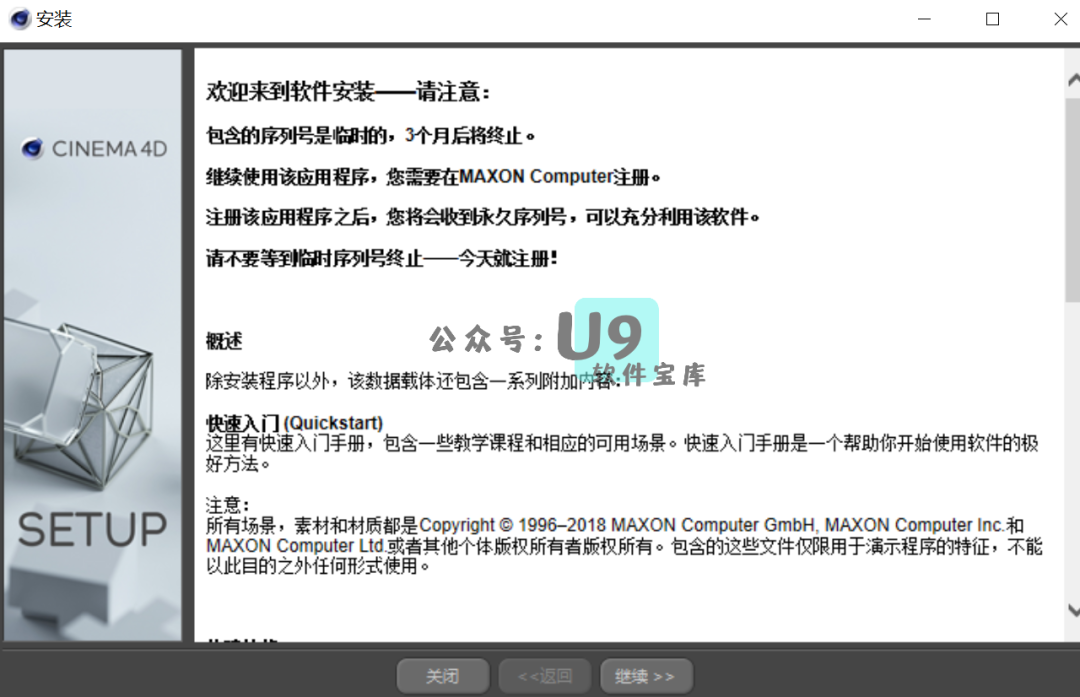 安装
CINEMA 4D
SETUP
欢迎来到软件安装——请注意：
包含的序列号是临时的，3个月后将终止。
继续使用该应用程序，您需要在MAXON Computer注册。
注册该应用程序之后，您将会收到永久序列号，可以充分利用该软件。
请不要等到临时序列号终止——今天就注册！
公众号：U9
软件宝库
概述
除安装程序以外，该数据载体还包含一系列附加内容：
快速入门 (Quickstart)
这里有快速入门手册，包含一些教学课程和相应的可用场景。快速入门手册是一个帮助你开始使用软件的极
好方法。
注意：
所有场景，素材和材质都是Copyright © 1996–2018 MAXON Computer GmbH, MAXON Computer Inc.和
MAXON Computer Ltd.或者其他个体版权所有者版权所有。包含的这些文件仅限用于演示程序的特征，不能
以此目的之外任何形式使用。
关闭
<<返回
继续 >>